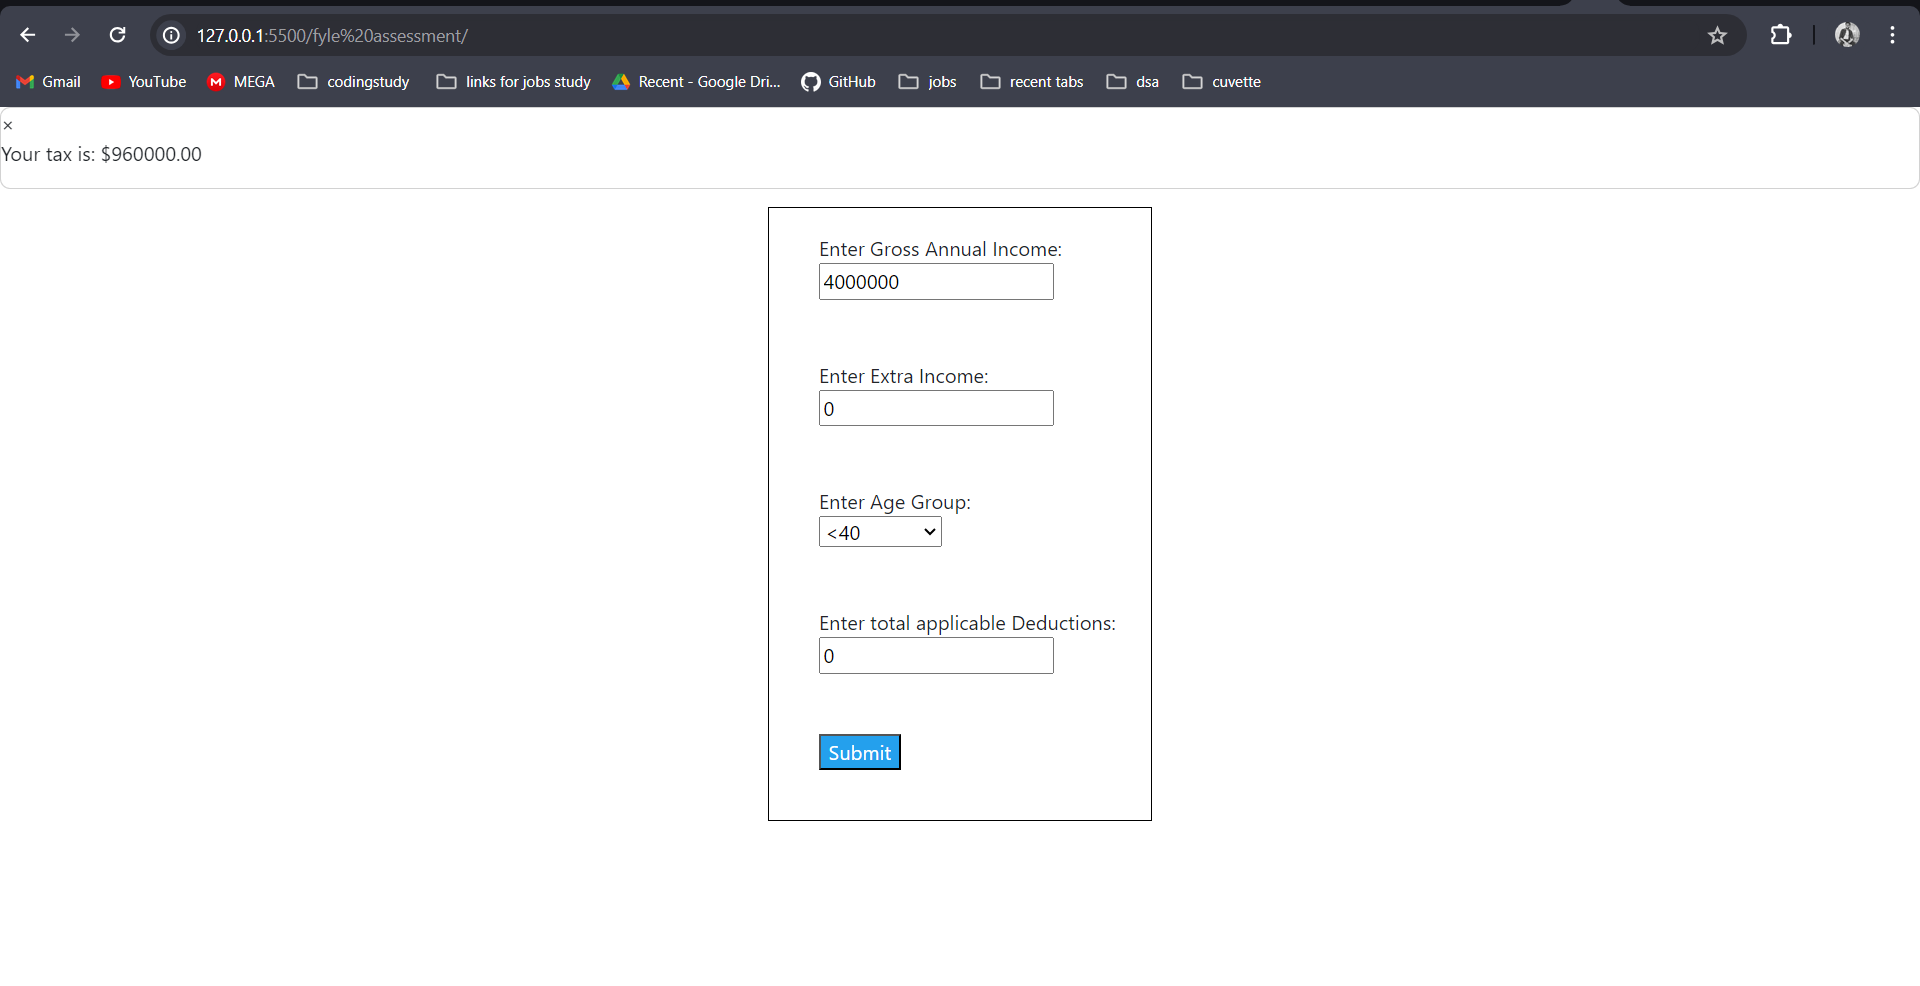 127.0.0.1:5500/fyle%20assessment/
Gmail YouTube MEGA codingstudy links for jobs study Recent - Google Dri... GitHub jobs recent tabs dsa cuvette
×
Your tax is: $960000.00
Enter Gross Annual Income:
4000000
Enter Extra Income:
0
Enter Age Group:
<40
Enter total applicable Deductions:
0
Submit